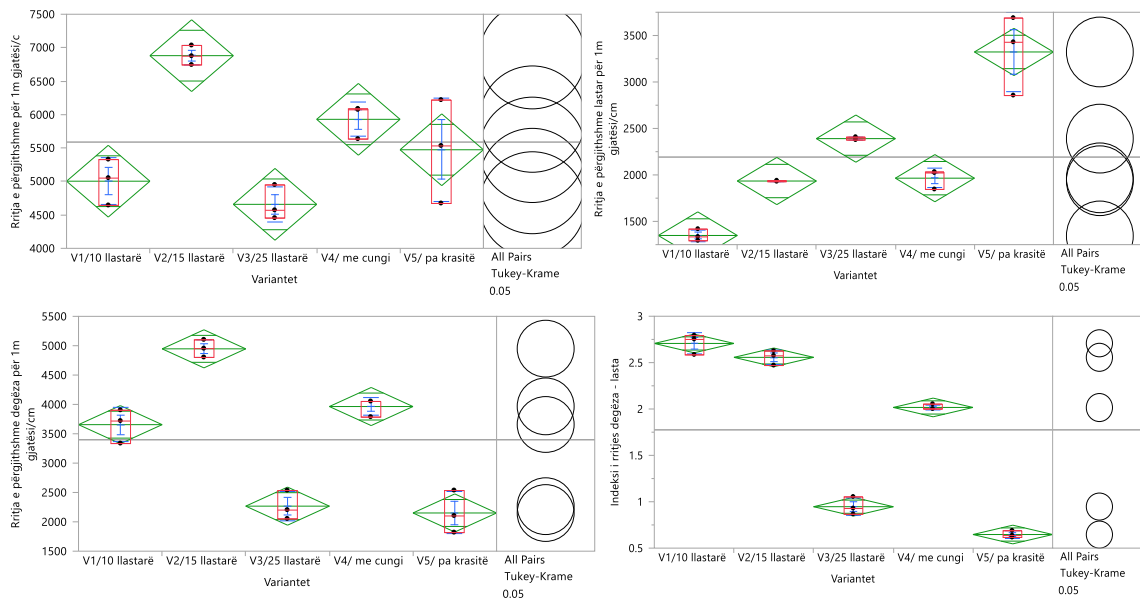 Rritja e përgjithshme për 1m gjatësi/c
7500
7000
6500
6000
5500
5000
4500
4000
V1/10 llastarë
V2/15 llastarë
V3/25 llastarë
V4/ me cungi
V5/ pa krasitë
Variantet
All Pairs
Tukey-Krame
0.05
Rritja e përgjithshme lastar për 1m
gjatësi/cm
3500
2500
2000
1500
V1/10 llastarë
V2/15 llastarë
V3/25 llastarë
V4/ me cungi
V5/ pa krasitë
Variantet
All Pairs
Tukey-Krame
0.05
Rritja e përgjithshme degëza për 1m
gjatësi/cm
5500
5000
4500
4000
3500
3000
2500
2000
1500
V1/10 llastarë
V2/15 llastarë
V3/25 llastarë
V4/ me cungi
V5/ pa krasitë
Variantet
All Pairs
Tukey-Krame
0.05
Indeksi i rritjes degëza - lasta
3
2.5
2
1
0.5
V1/10 llastarë
V2/15 llastarë
V3/25 llastarë
V4/ me cungi
V5/ pa krasitë
Variantet
All Pairs
Tukey-Krame
0.05